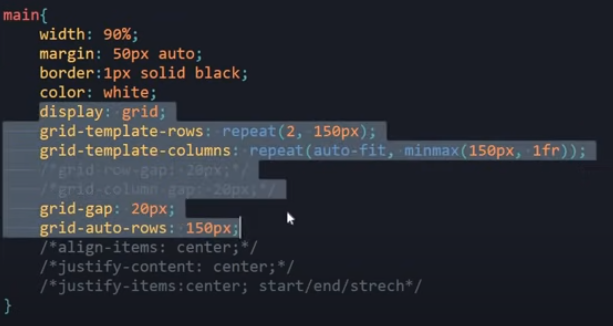 main{
width: 90%;
margin: 50px auto;
border:1px solid black;
color: white;
display: grid;
grid-template-rows: repeat(2, 150px);
grid-template-columns: repeat(auto-fit, minmax(150px, 1fr));
/*grid-row-gap: 20px;*/
/*grid-column gap: 20px;*/
grid-gap: 20px;
grid-auto-rows: 150px;
/*align-items: center;*/
/*justify-content: center;*/
/*justify-items:center; start/end/strech*/
}